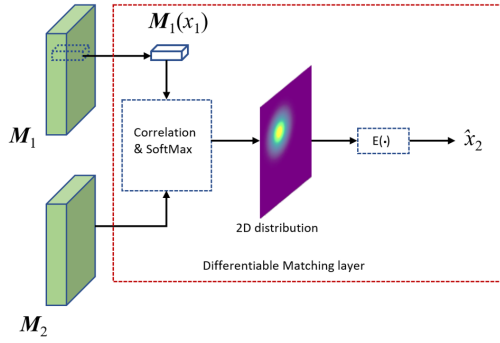 M₁(x₁)
M₁
Correlation
& SoftMax
E(·)
x̂₂
2D distribution
Differentiable Matching layer
M₂